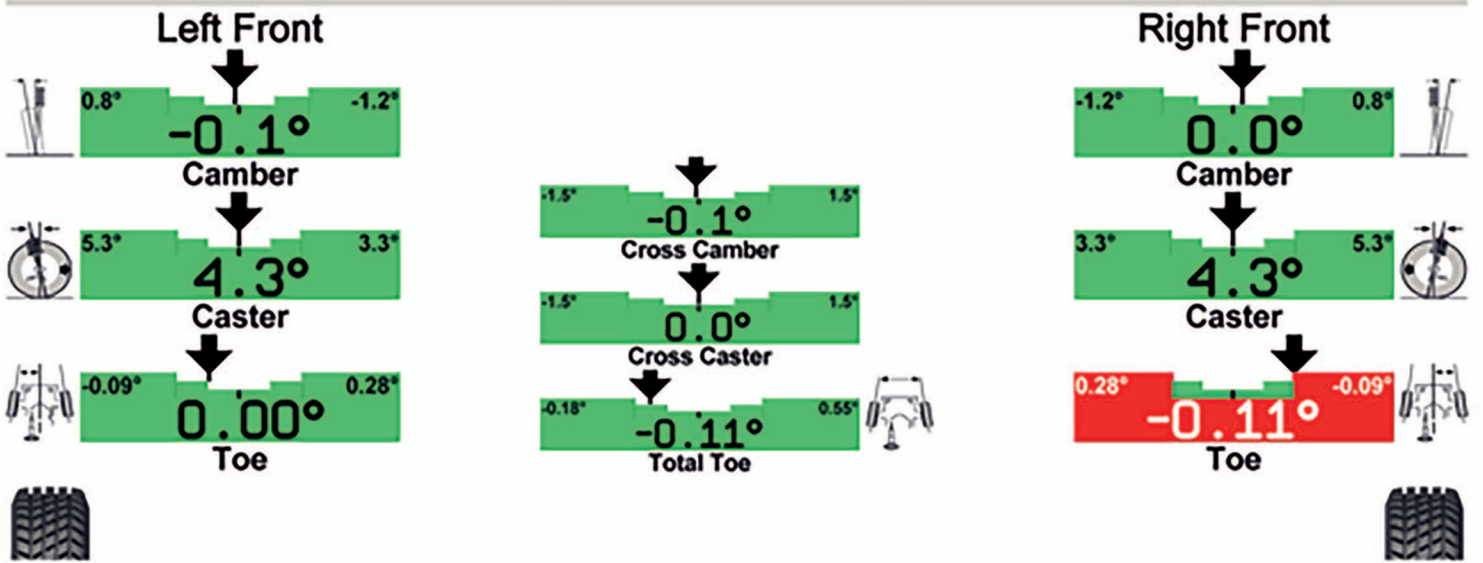 Left Front
0.8° -1.2°
-0.1°
Camber
5.3° 3.3°
4.3°
Caster
-0.09° 0.28°
0.00°
Toe
-1.5° 1.5°
-0.1°
Cross Camber
-1.5° 1.5°
0.0°
Cross Caster
-0.18° 0.55°
-0.11°
Total Toe
Right Front
-1.2° 0.8°
0.0°
Camber
3.3° 5.3°
4.3°
Caster
0.28° -0.09°
-0.11°
Toe